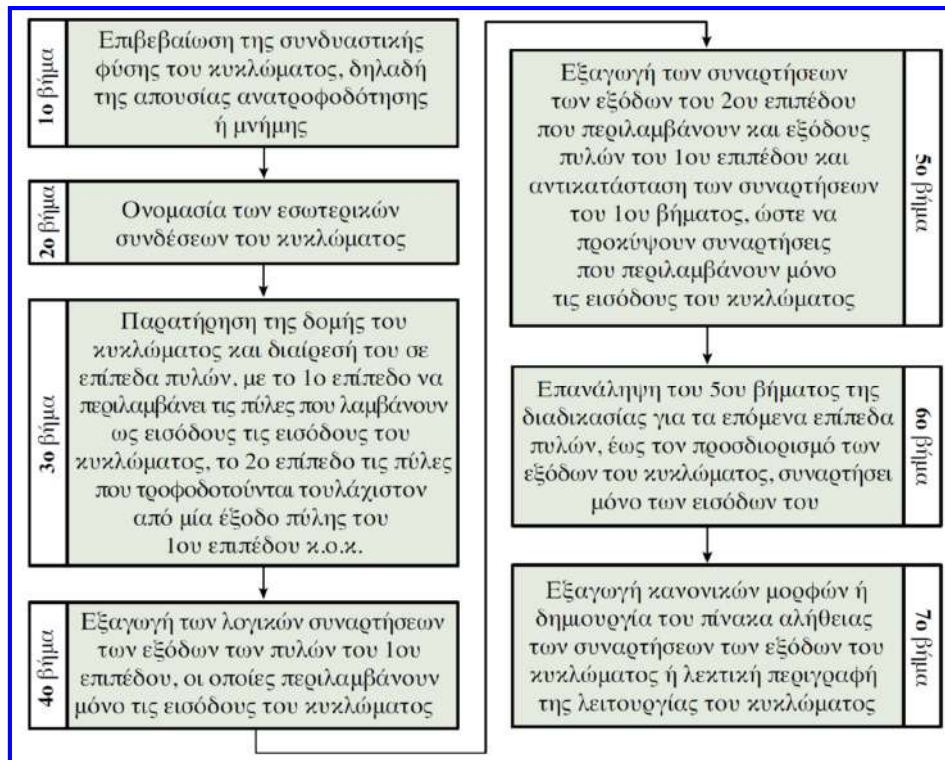 1ο βήμα
Επιβεβαίωση της συνδυαστικής
φύσης του κυκλώματος, δηλαδή
της απουσίας ανατροφοδότησης
ή μνήμης
2ο βήμα
Ονομασία των εσωτερικών
συνδέσεων του κυκλώματος
3ο βήμα
Παρατήρηση της δομής του
κυκλώματος και διαίρεσή του σε
επίπεδα πυλών, με το 1ο επίπεδο να
περιλαμβάνει τις πύλες που λαμβάνουν
ως εισόδους τις εισόδους του
κυκλώματος, το 2ο επίπεδο τις πύλες
που τροφοδοτούνται τουλάχιστον
από μία έξοδο πύλης του
1ου επιπέδου κ.ο.κ.
4ο βήμα
Εξαγωγή των λογικών συναρτήσεων
των εξόδων των πυλών του 1ου
επιπέδου, οι οποίες περιλαμβάνουν
μόνο τις εισόδους του κυκλώματος
5ο βήμα
Εξαγωγή των συναρτήσεων
των εξόδων του 2ου επιπέδου
που περιλαμβάνουν και εξόδους
πυλών του 1ου επιπέδου και
αντικατάσταση των συναρτήσεων
του 1ου βήματος, ώστε να
προκύψουν συναρτήσεις
που περιλαμβάνουν μόνο
τις εισόδους του κυκλώματος
6ο βήμα
Επανάληψη του 5ου βήματος της
διαδικασίας για τα επόμενα επίπεδα
πυλών, έως τον προσδιορισμό των
εξόδων του κυκλώματος, συναρτήσει
μόνο των εισόδων του
7ο βήμα
Εξαγωγή κανονικών μορφών ή
δημιουργία του πίνακα αλήθειας
των συναρτήσεων των εξόδων του
κυκλώματος ή λεκτική περιγραφή
της λειτουργίας του κυκλώματος